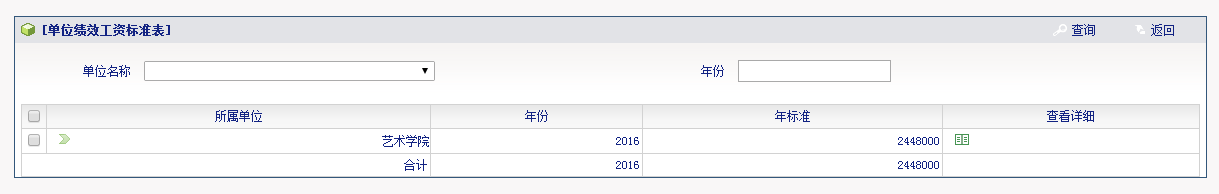 [单位绩效工资标准表] 查询 返回
单位名称 年份
所属单位 年份 年标准 查看详细
艺术学院 2016 2448000
合计 2016 2448000